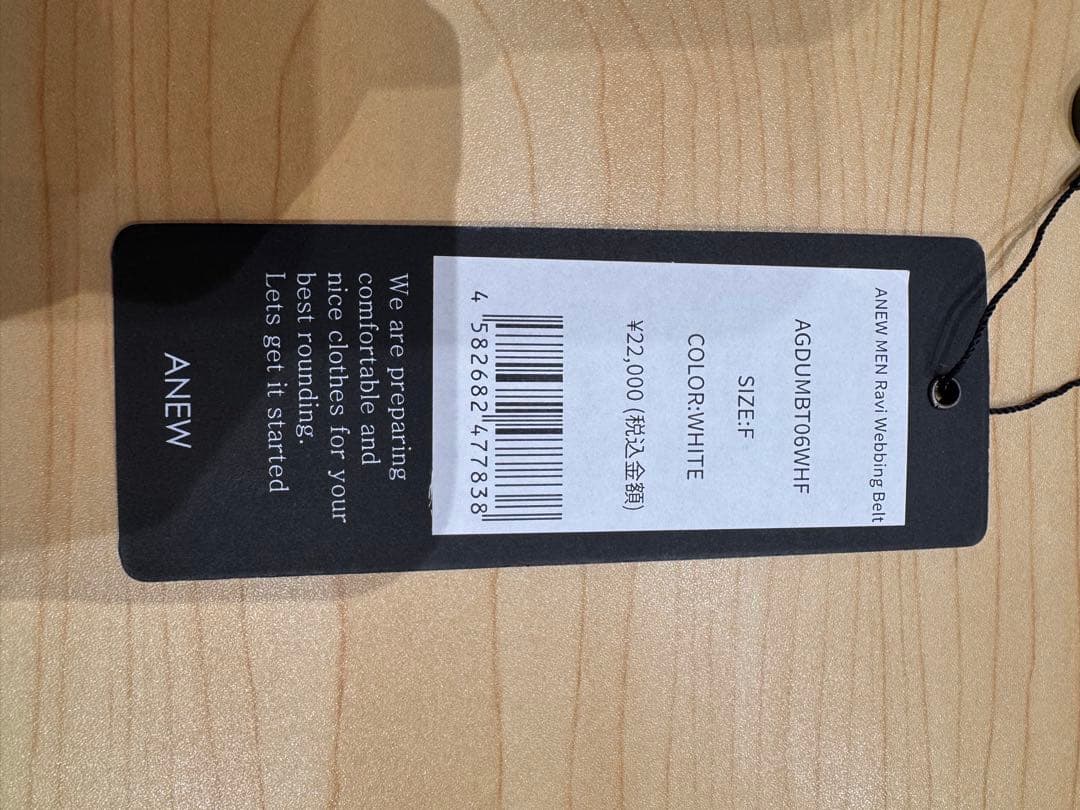 ANEW MEN Ravi Webbing Belt
AGDUMBT06WHF
SIZE:F
COLOR:WHITE
¥22,000 (税込金額)
4 582682 477838
We are preparing
comfortable and
nice clothes for your
best rounding.
Lets get it started
ANEW